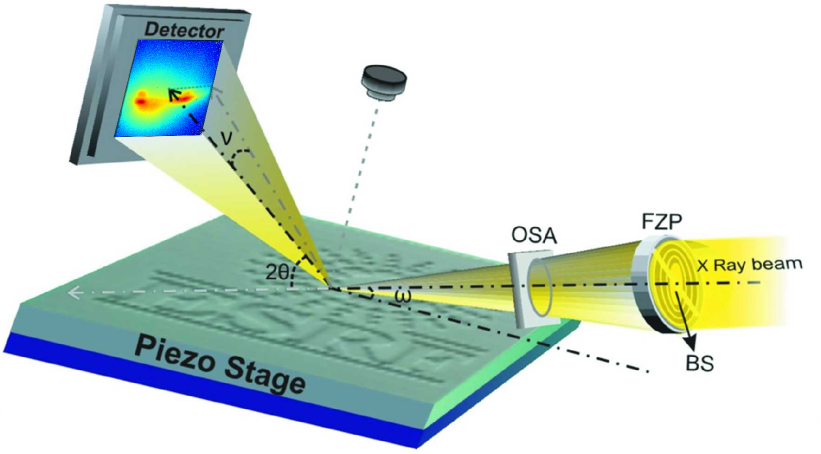 Detector
ν
OSA
FZP
X Ray beam
2θ
ω
BS
Piezo Stage